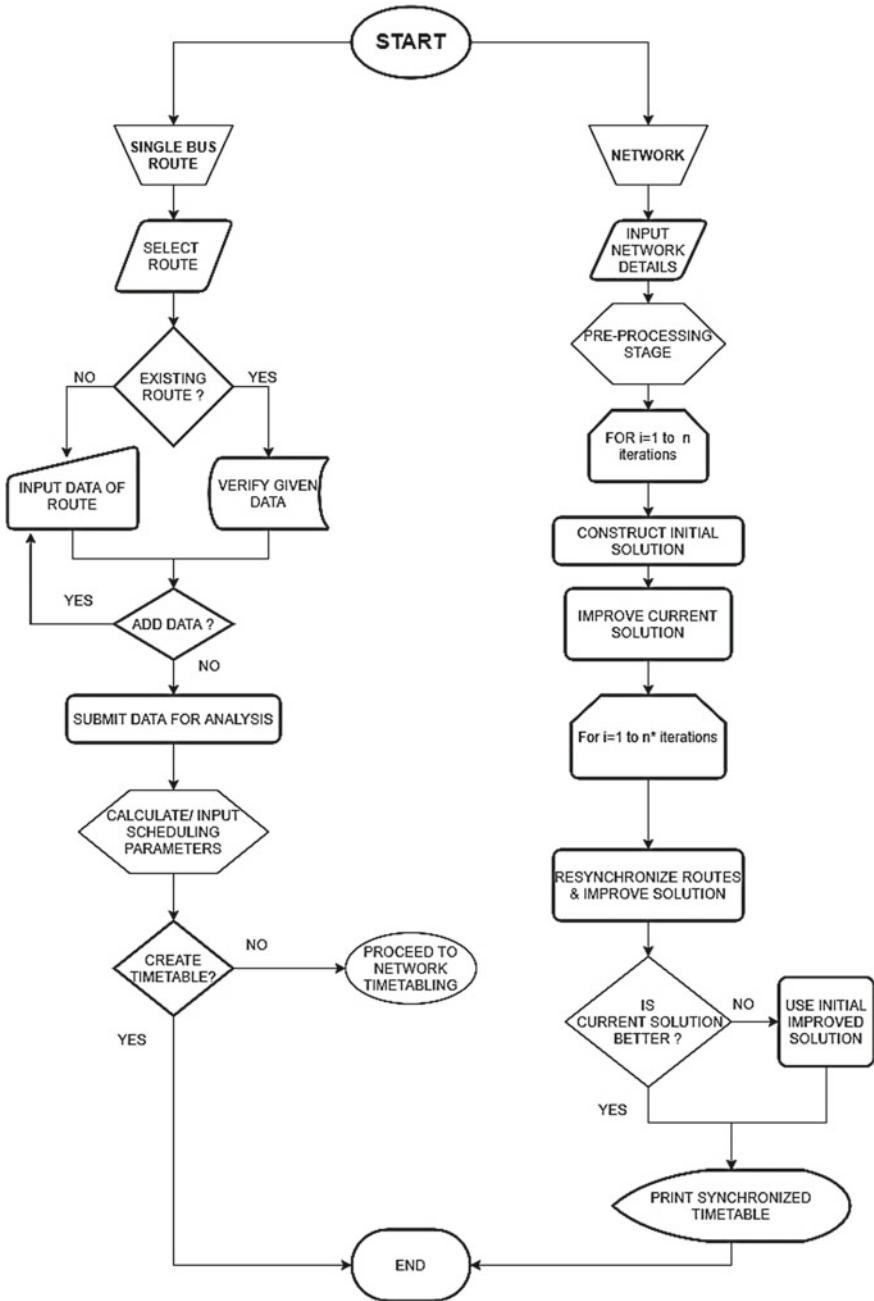 START
SINGLE BUS
ROUTE
SELECT
ROUTE
EXISTING
ROUTE ?
NO
YES
INPUT DATA OF
ROUTE
VERIFY GIVEN
DATA
YES
ADD DATA ?
NO
SUBMIT DATA FOR ANALYSIS
CALCULATE/ INPUT
SCHEDULING
PARAMETERS
CREATE
TIMETABLE?
NO
PROCEED TO
NETWORK
TIMETABLING
YES
NETWORK
INPUT
NETWORK
DETAILS
PRE-PROCESSING
STAGE
FOR i=1 to n
iterations
CONSTRUCT INITIAL
SOLUTION
IMPROVE CURRENT
SOLUTION
For i=1 to n* iterations
RESYNCHRONIZE ROUTES
& IMPROVE SOLUTION
IS
CURRENT SOLUTION
BETTER ?
NO
USE INITIAL
IMPROVED
SOLUTION
YES
PRINT SYNCHRONIZED
TIMETABLE
END